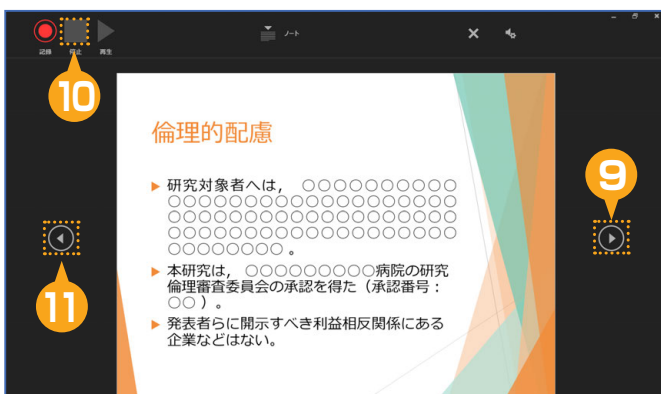 記録 停止 再生 ノート
10
倫理的配慮
9
▶ 研究対象者へは， ○○○○○○○○○○
○○○○○○○○○○○○○○○○○○○
○○○○○○○○○○○○○○○○○○○
○○○○○○○○○○○○○○○○○○○
○○○○○○○○。
▶ 本研究は， ○○○○○○○○○病院の研究
倫理審査委員会の承認を得た（承認番号：
○○ ）。
▶ 発表者らに開示すべき利益相反関係にある
企業などはない。
11